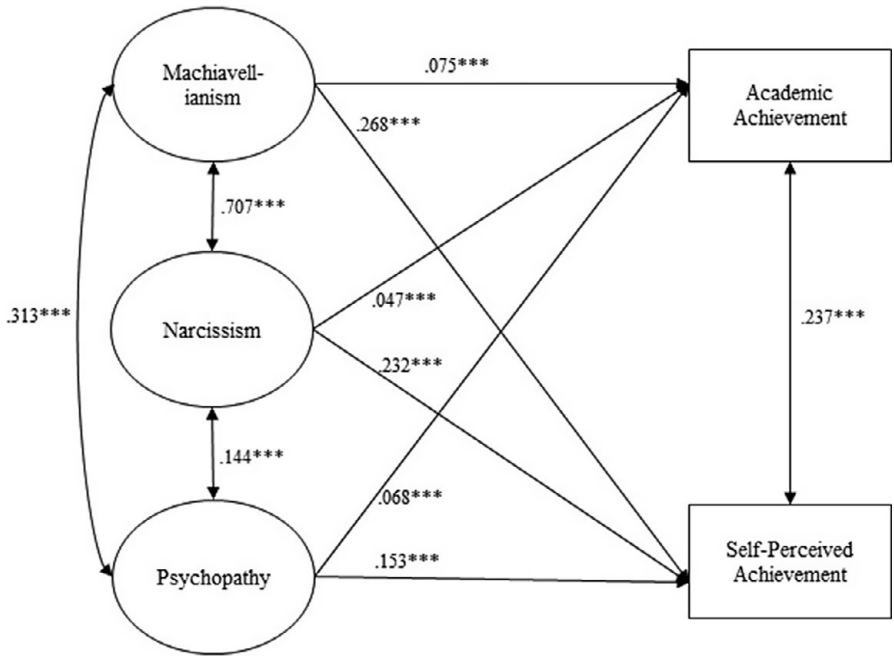 Machiavell-
ianism
.075***
Academic
Achievement
.268***
.707***
.313***
Narcissism
.047***
.237***
.232***
.144***
.068***
Psychopathy
.153***
Self-Perceived
Achievement